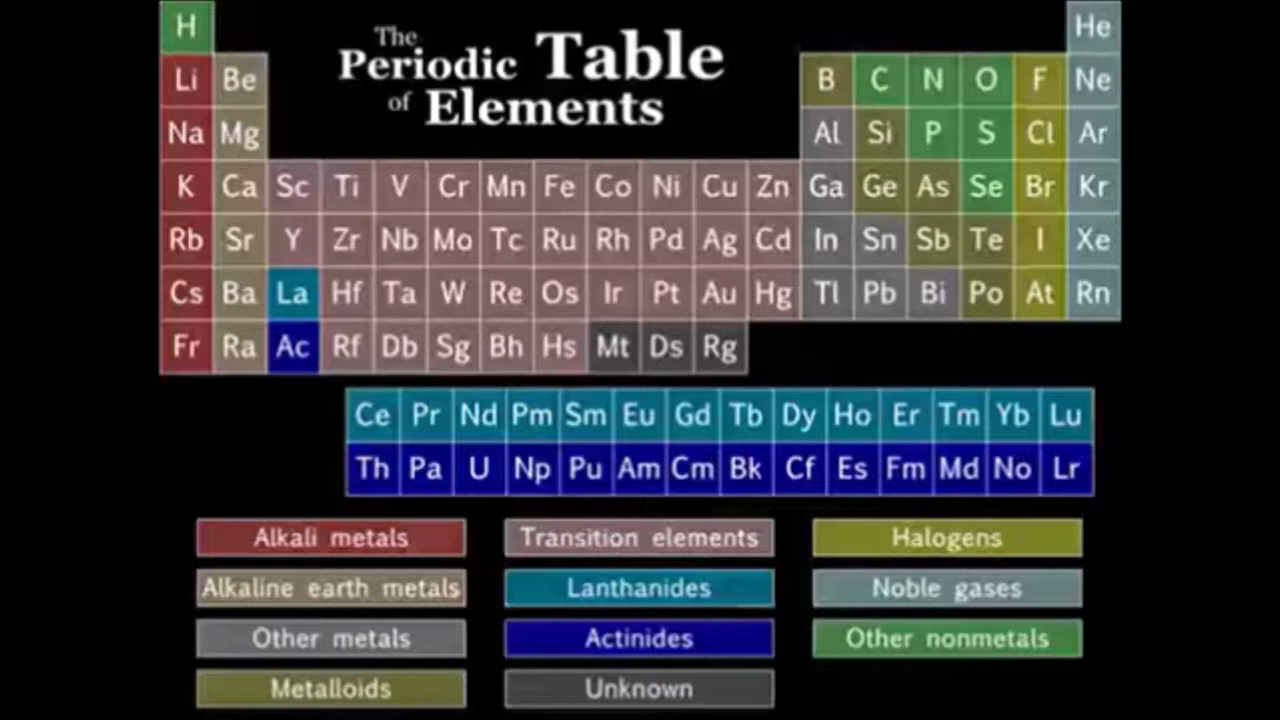 H He
The
Periodic Table
of Elements
Li Be B C N O F Ne
Na Mg Al Si P S Cl Ar
K Ca Sc Ti V Cr Mn Fe Co Ni Cu Zn Ga Ge As Se Br Kr
Rb Sr Y Zr Nb Mo Tc Ru Rh Pd Ag Cd In Sn Sb Te I Xe
Cs Ba La Hf Ta W Re Os Ir Pt Au Hg Tl Pb Bi Po At Rn
Fr Ra Ac Rf Db Sg Bh Hs Mt Ds Rg
Ce Pr Nd Pm Sm Eu Gd Tb Dy Ho Er Tm Yb Lu
Th Pa U Np Pu Am Cm Bk Cf Es Fm Md No Lr
Alkali metals Transition elements Halogens
Alkaline earth metals Lanthanides Noble gases
Other metals Actinides Other nonmetals
Metalloids Unknown